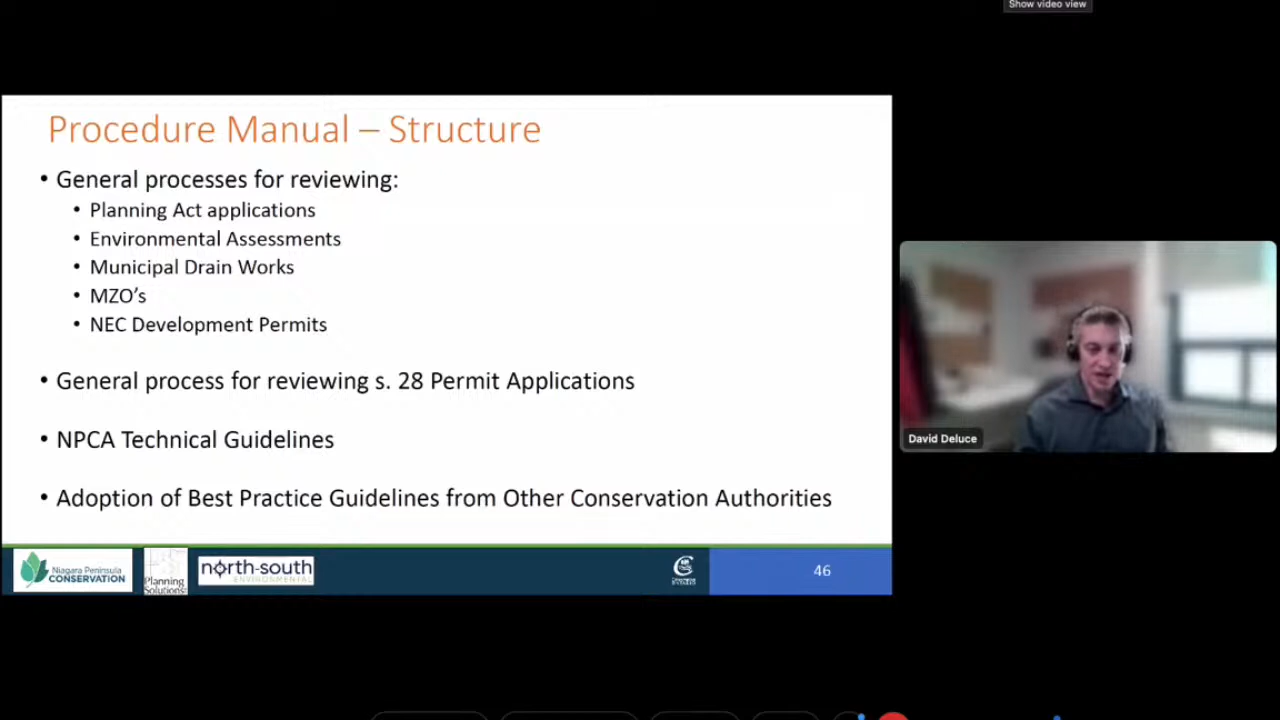 Show video view
Procedure Manual – Structure
• General processes for reviewing:
• Planning Act applications
• Environmental Assessments
• Municipal Drain Works
• MZO’s
• NEC Development Permits
• General process for reviewing s. 28 Permit Applications
• NPCA Technical Guidelines
• Adoption of Best Practice Guidelines from Other Conservation Authorities
David Deluce
Niagara Peninsula
CONSERVATION
Planning
Solutions
north-south
ENVIRONMENTAL
46